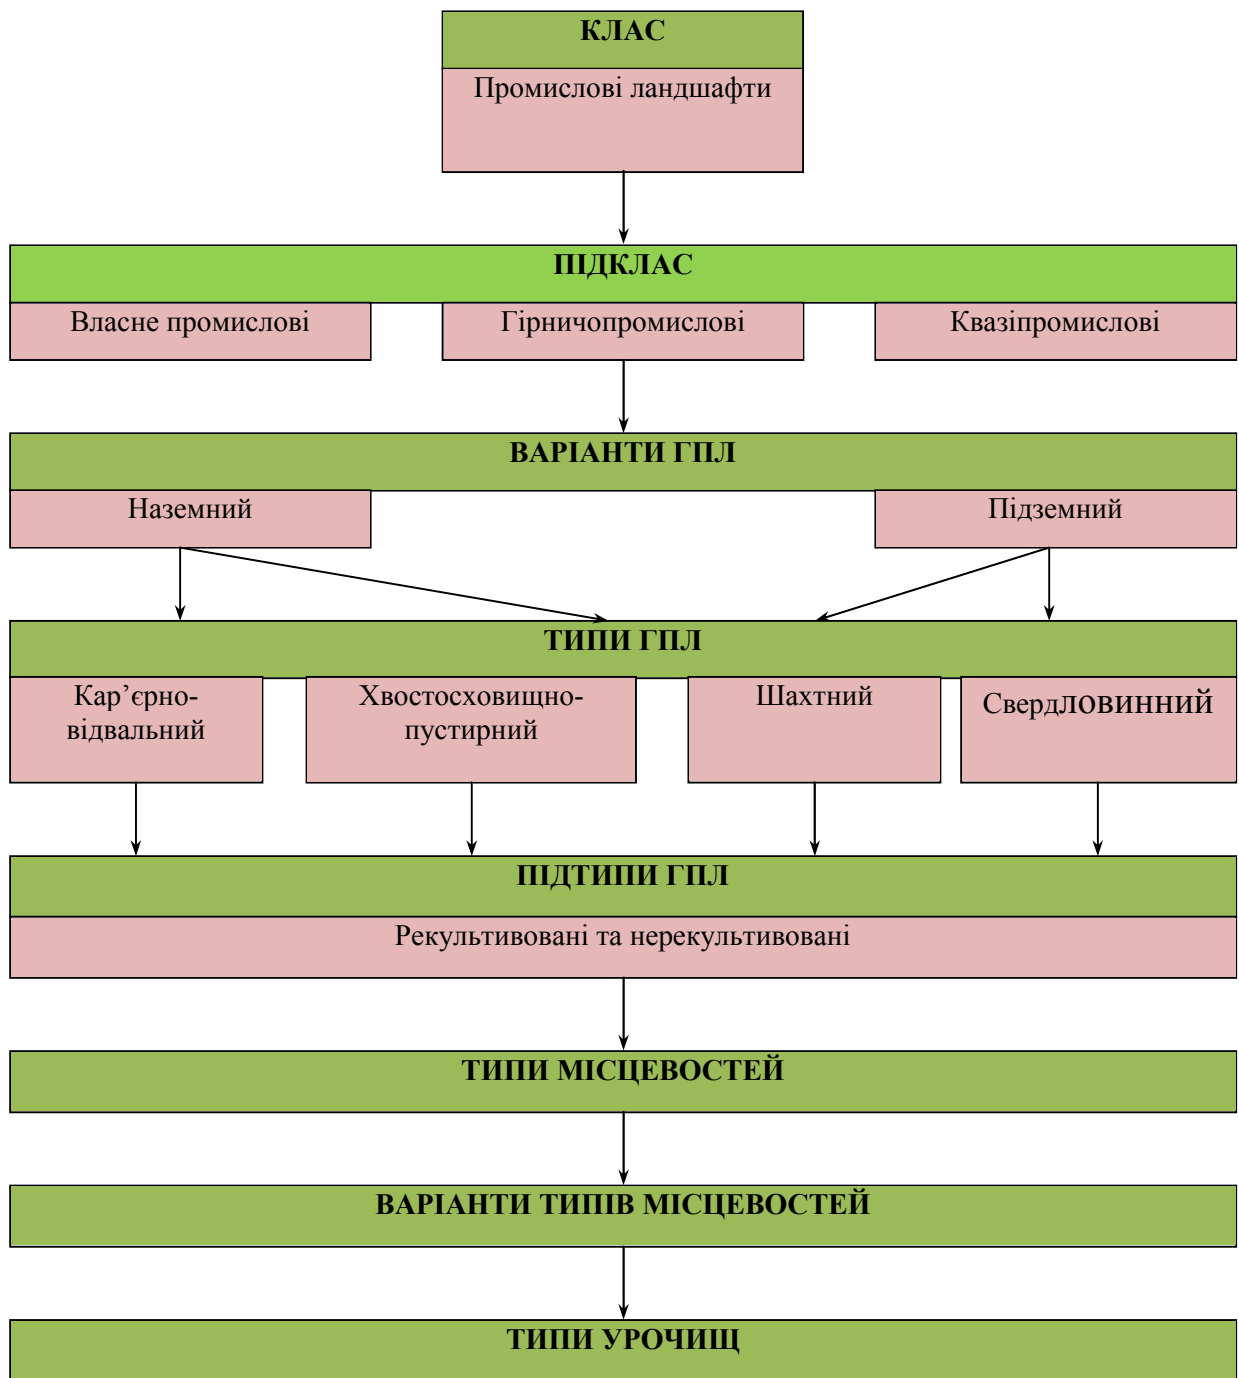 КЛАС
Промислові ландшафти
ПІДКЛАС
Власне промислові
Гірничопромислові
Квазіпромислові
ВАРІАНТИ ГПЛ
Наземний
Підземний
ТИПИ ГПЛ
Кар’єрно-
відвальний
Хвостосховищно-
пустирний
Шахтний
Свердловинний
ПІДТИПИ ГПЛ
Рекультивовані та нерекультивовані
ТИПИ МІСЦЕВОСТЕЙ
ВАРІАНТИ ТИПІВ МІСЦЕВОСТЕЙ
ТИПИ УРОЧИЩ